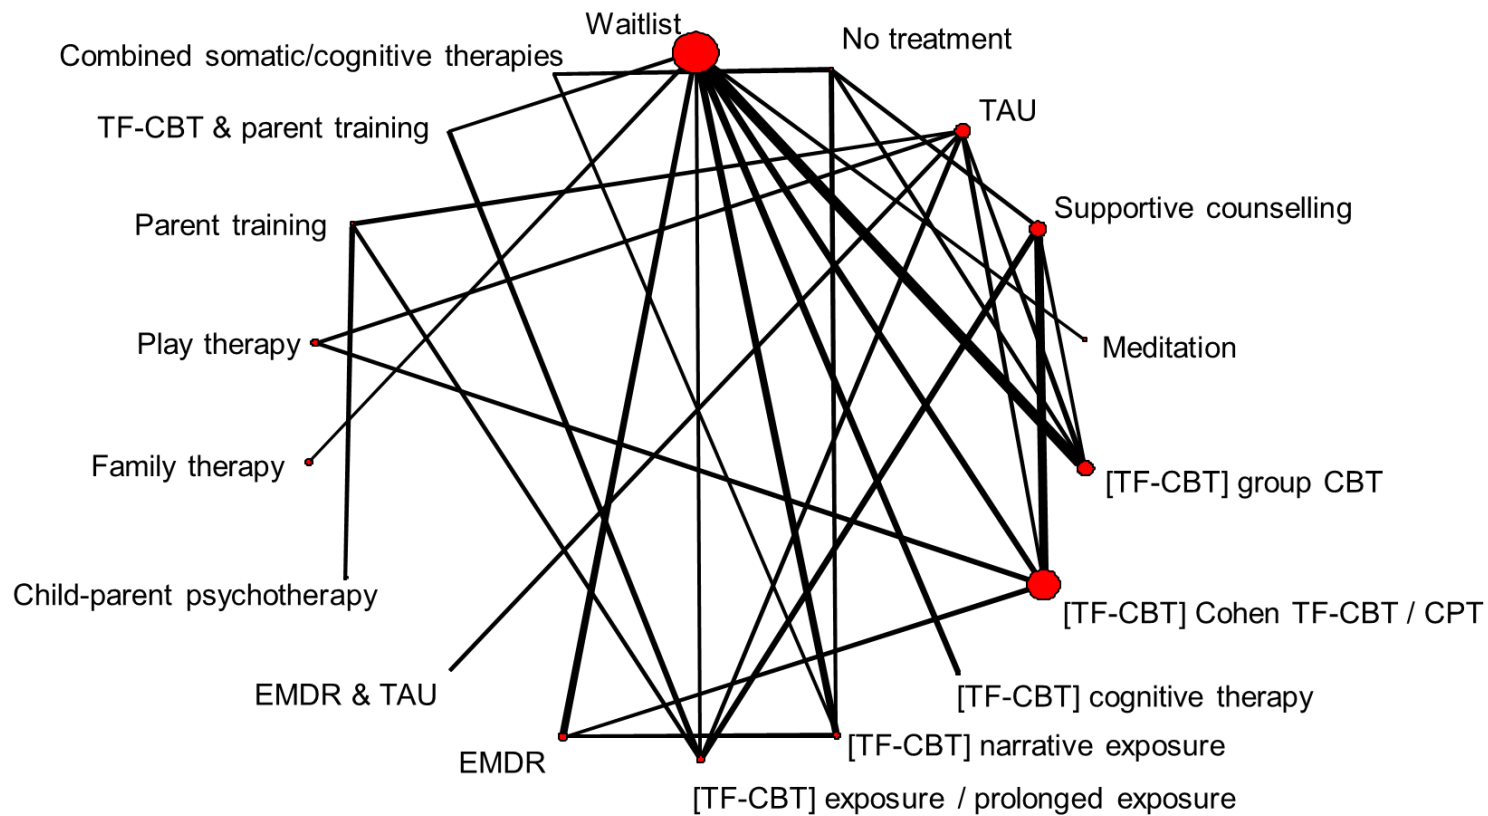 Waitlist
No treatment
Combined somatic/cognitive therapies
TAU
TF-CBT & parent training
Supportive counselling
Parent training
Play therapy
Meditation
Family therapy
[TF-CBT] group CBT
Child-parent psychotherapy
[TF-CBT] Cohen TF-CBT / CPT
EMDR & TAU
[TF-CBT] cognitive therapy
[TF-CBT] narrative exposure
EMDR
[TF-CBT] exposure / prolonged exposure